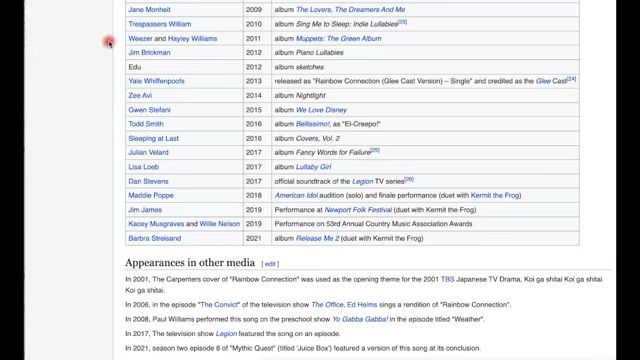 Jane Monheit 2009 album The Lovers, The Dreamers And Me
Trespassers William 2010 album Sing Me to Sleep: Indie Lullabies[23]
Weezer and Hayley Williams 2011 album Muppets: The Green Album
Jim Brickman 2012 album Piano Lullabies
Edu 2012 album sketches
Yale Whiffenpoofs 2013 released as "Rainbow Connection (Glee Cast Version) – Single" and credited as the Glee Cast[24]
Zee Avi 2014 album Nightlight
Gwen Stefani 2015 album We Love Disney
Todd Smith 2016 album Bellissimo!, as "El-Creepo!"
Sleeping at Last 2016 album Covers, Vol. 2
Julian Velard 2017 album Fancy Words for Failure[25]
Lisa Loeb 2017 album Lullaby Girl
Dan Stevens 2017 official soundtrack of the Legion TV series[26]
Maddie Poppe 2018 American Idol audition (solo) and finale performance (duet with Kermit the Frog)
Jim James 2019 Performance at Newport Folk Festival (duet with Kermit the Frog)
Kacey Musgraves and Willie Nelson 2019 Performance on 53rd Annual Country Music Association Awards
Barbra Streisand 2021 album Release Me 2 (duet with Kermit the Frog)
Appearances in other media [ edit ]
In 2001, The Carpenters cover of "Rainbow Connection" was used as the opening theme for the 2001 TBS Japanese TV Drama, Koi ga shitai Koi ga shitai
Koi ga shitai.
In 2006, in the episode "The Convict" of the television show The Office, Ed Helms sings a rendition of "Rainbow Connection".
In 2008, Paul Williams performed this song on the preschool show Yo Gabba Gabba! in the episode titled "Weather".
In 2017, The television show Legion featured the song on an episode.
In 2021, season two episode 8 of "Mythic Quest" (titled 'Juice Box') featured a version of this song at its conclusion.